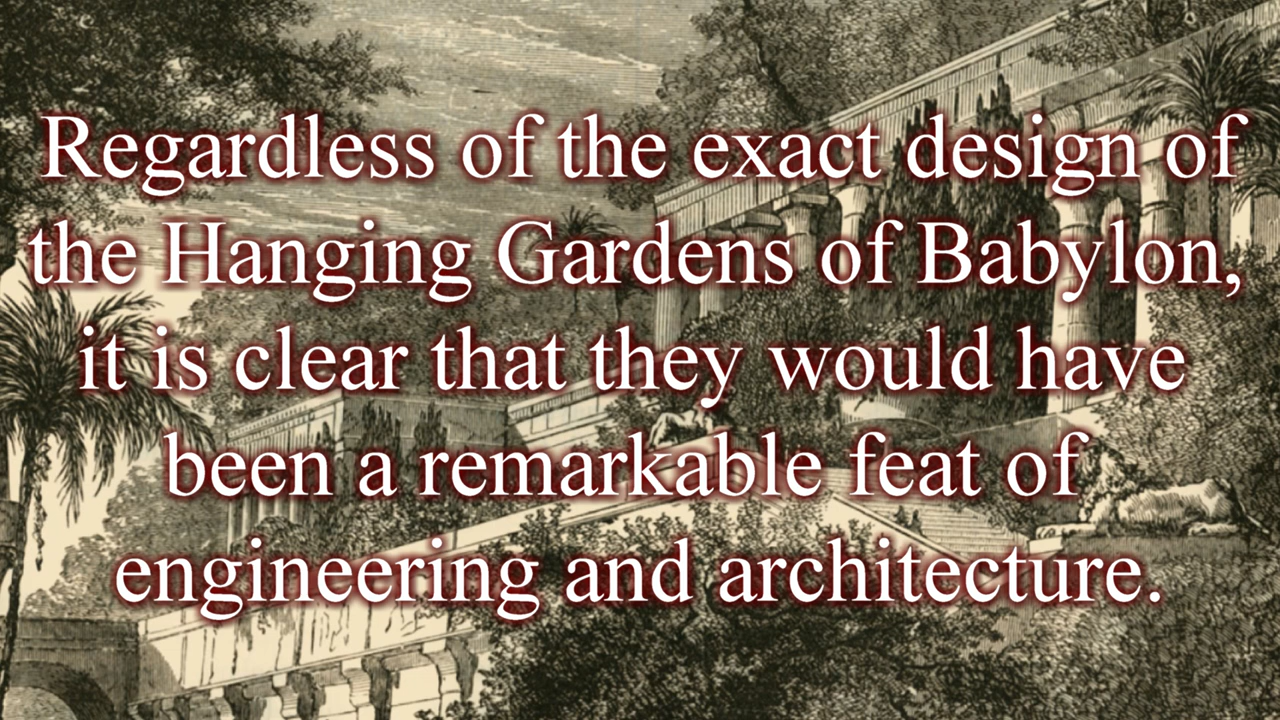 Regardless of the exact design of
the Hanging Gardens of Babylon,
it is clear that they would have
been a remarkable feat of
engineering and architecture.